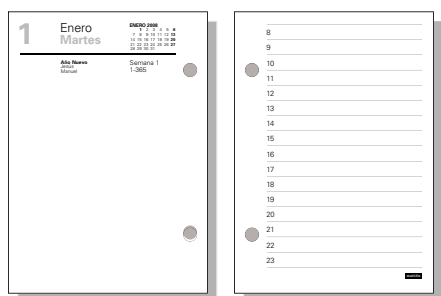 1
Enero
Martes
ENERO 2008
1 2 3 4 5 6
7 8 9 10 11 12 13
14 15 16 17 18 19 20
21 22 23 24 25 26 27
28 29 30 31
Año Nuevo
Jesús
Manuel
Semana 1
1-365
8
9
10
11
12
13
14
15
16
17
18
19
20
21
22
23